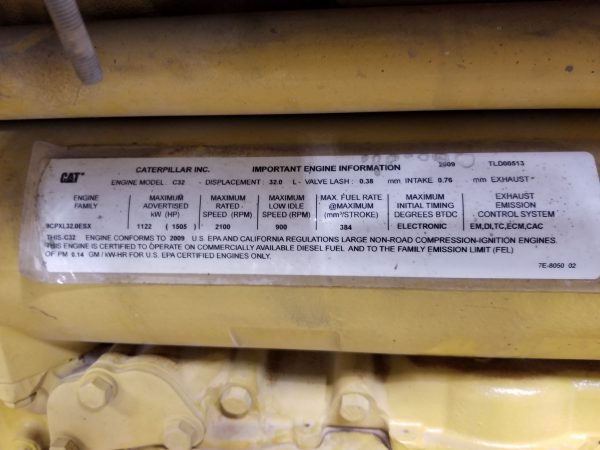 CAT CATERPILLAR INC. IMPORTANT ENGINE INFORMATION 2009 TLD00513
ENGINE MODEL : C32 - DISPLACEMENT : 32.0 L - VALVE LASH : 0.38 mm INTAKE 0.76 mm EXHAUST
ENGINE FAMILY MAXIMUM ADVERTISED kW (HP) MAXIMUM RATED SPEED (RPM) MAXIMUM LOW IDLE SPEED (RPM) MAX. FUEL RATE @MAXIMUM (mm³/STROKE) MAXIMUM INITIAL TIMING DEGREES BTDC EXHAUST EMISSION CONTROL SYSTEM
9CPXL32.0ESX 1122 ( 1505 ) 2100 900 384 ELECTRONIC EM,DI,TC,ECM,CAC
THIS C32 ENGINE CONFORMS TO 2009 U.S. EPA AND CALIFORNIA REGULATIONS LARGE NON-ROAD COMPRESSION-IGNITION ENGINES.
THIS ENGINE IS CERTIFIED TO OPERATE ON COMMERCIALLY AVAILABLE DIESEL FUEL AND TO THE FAMILY EMISSION LIMIT (FEL)
OF PM 0.14 GM / kW-HR FOR U.S. EPA CERTIFIED ENGINES ONLY.
7E-8050 02